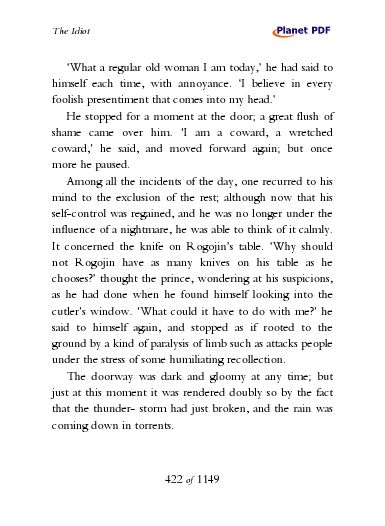 The Idiot
Planet PDF
‘What a regular old woman I am today,’ he had said to
himself each time, with annoyance. ‘I believe in every
foolish presentiment that comes into my head.’
He stopped for a moment at the door; a great flush of
shame came over him. ‘I am a coward, a wretched
coward,’ he said, and moved forward again; but once
more he paused.
Among all the incidents of the day, one recurred to his
mind to the exclusion of the rest; although now that his
self-control was regained, and he was no longer under the
influence of a nightmare, he was able to think of it calmly.
It concerned the knife on Rogojin’s table. ‘Why should
not Rogojin have as many knives on his table as he
chooses?’ thought the prince, wondering at his suspicions,
as he had done when he found himself looking into the
cutler’s window. ‘What could it have to do with me?’ he
said to himself again, and stopped as if rooted to the
ground by a kind of paralysis of limb such as attacks people
under the stress of some humiliating recollection.
The doorway was dark and gloomy at any time; but
just at this moment it was rendered doubly so by the fact
that the thunder- storm had just broken, and the rain was
coming down in torrents.
422 of 1149